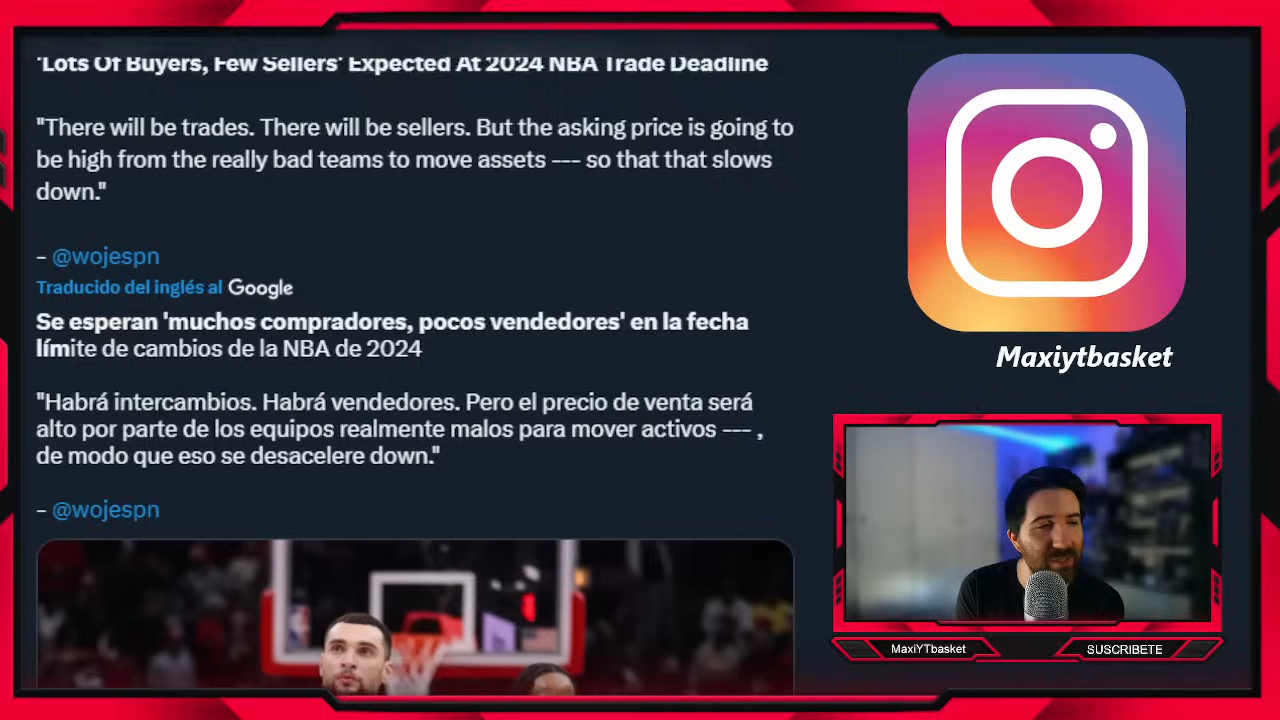 'Lots Of Buyers, Few Sellers' Expected At 2024 NBA Trade Deadline
"There will be trades. There will be sellers. But the asking price is going to
be high from the really bad teams to move assets --- so that that slows
down."
– @wojespn
Traducido del inglés al Google
Se esperan 'muchos compradores, pocos vendedores' en la fecha
límite de cambios de la NBA de 2024
"Habrá intercambios. Habrá vendedores. Pero el precio de venta será
alto por parte de los equipos realmente malos para mover activos --- ,
de modo que eso se desacelere down."
– @wojespn
Maxiytbasket
MaxiYTbasket
SUSCRIBETE